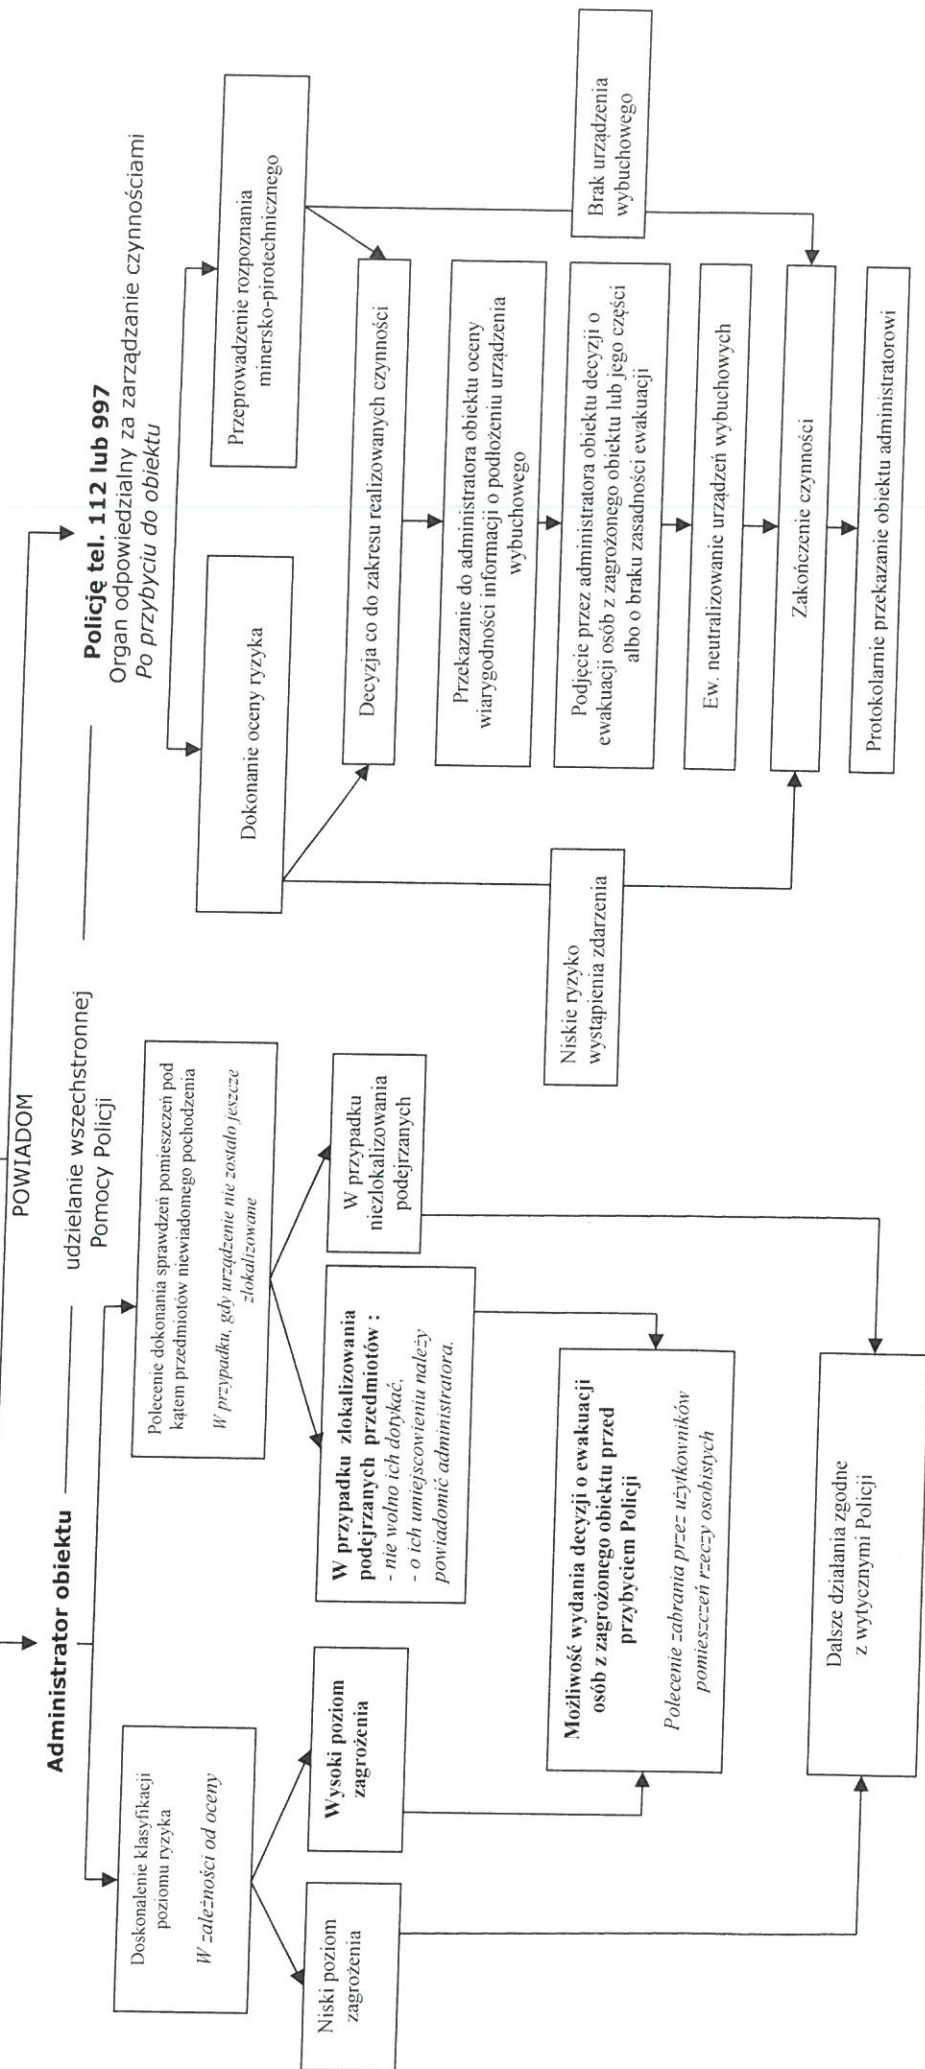 POWIADOM
Administrator obiektu
udzielanie wszechstronnej
Pomocy Policji
Policję tel. 112 lub 997
Organ odpowiedzialny za zarządzanie czynnościami
Po przybyciu do obiektu
Doskonalenie klasyfikacji
poziomu ryzyka
W zależności od oceny
Polecenie dokonania sprawdzeń pomieszczeń pod
kątem przedmiotów niewiadomego pochodzenia
W przypadku, gdy urządzenie nie zostało jeszcze
zlokalizowane
Niski poziom
zagrożenia
Wysoki poziom
zagrożenia
W przypadku zlokalizowania
podejrzanych przedmiotów :
- nie wolno ich dotykać,
- o ich umiejscowieniu należy
powiadomić administratora.
W przypadku
niezlokalizowania
podejrzanych
Możliwość wydania decyzji o ewakuacji
osób z zagrożonego obiektu przed
przybyciem Policji
Polecenie zabrania przez użytkowników
pomieszczeń rzeczy osobistych
Dalsze działania zgodne
z wytycznymi Policji
Dokonanie oceny ryzyka
Przeprowadzenie rozpoznania
minersko-pirotechnicznego
Decyzja co do zakresu realizowanych czynności
Przekazanie do administratora obiektu oceny
wiarygodności informacji o podłożeniu urządzenia
wybuchowego
Podjęcie przez administratora obiektu decyzji o
ewakuacji osób z zagrożonego obiektu lub jego części
albo o braku zasadności ewakuacji
Ew. neutralizowanie urządzeń wybuchowych
Zakończenie czynności
Protokolarnie przekazanie obiektu administratorowi
Niskie ryzyko
wystąpienia zdarzenia
Brak urządzenia
wybuchowego